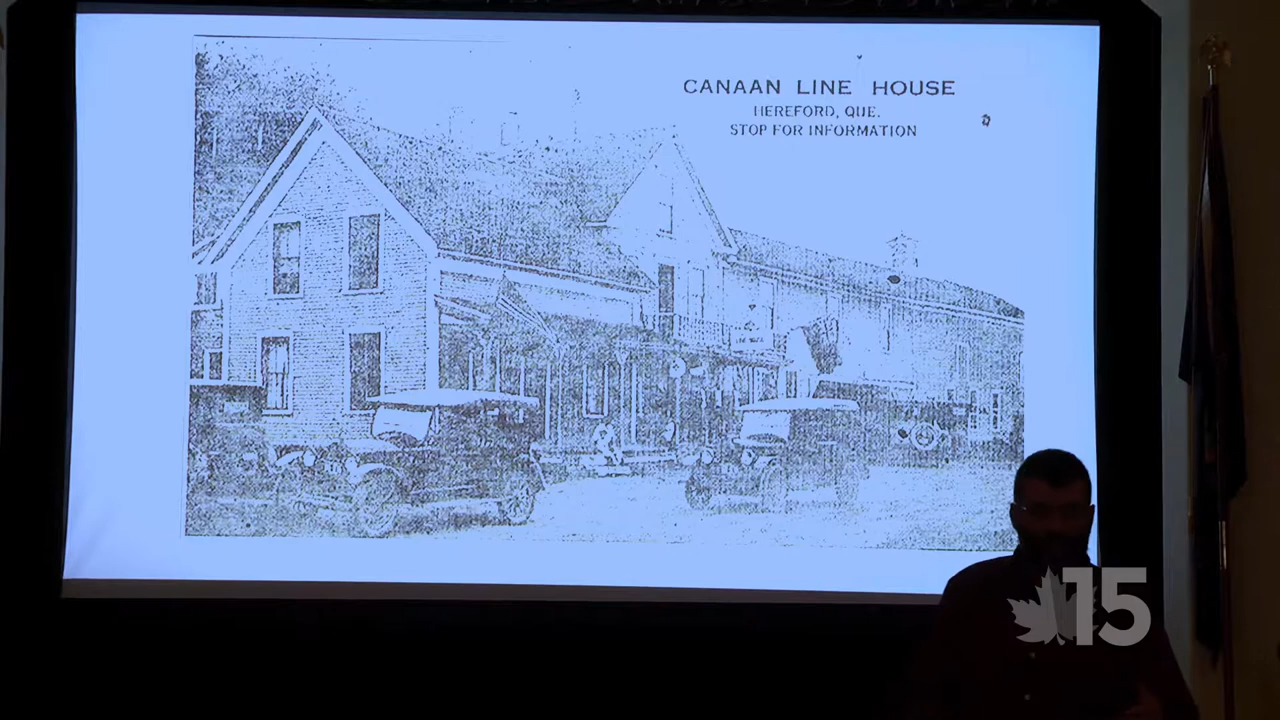 CANAAN LINE HOUSE
HEREFORD, QUE.
STOP FOR INFORMATION
15